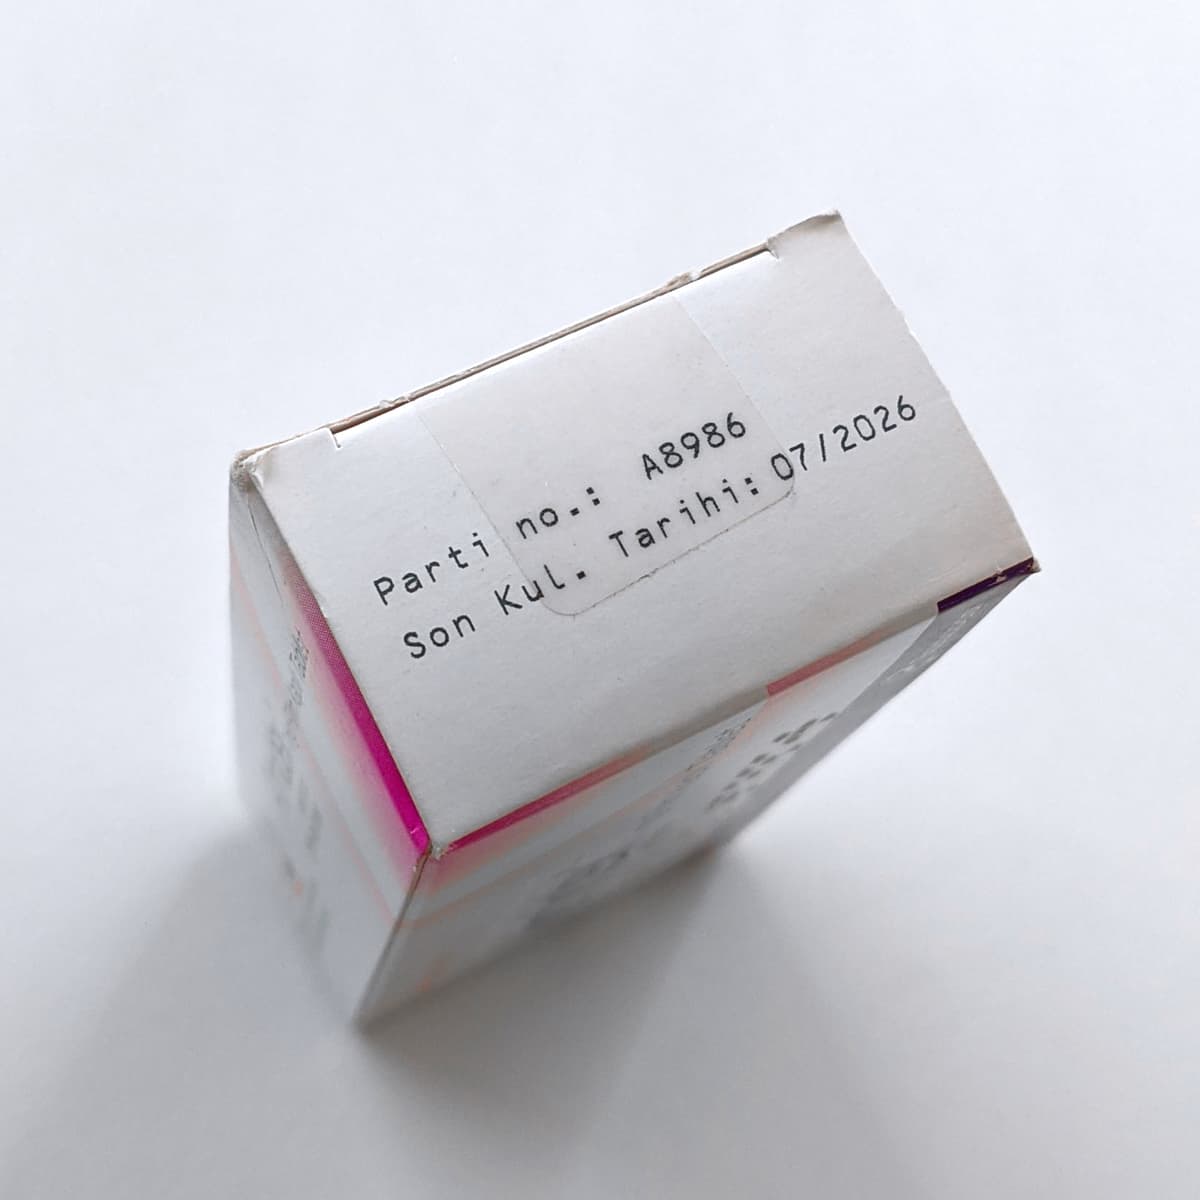 Parti no.: A8986
Son Kul. Tarihi: 07/2026